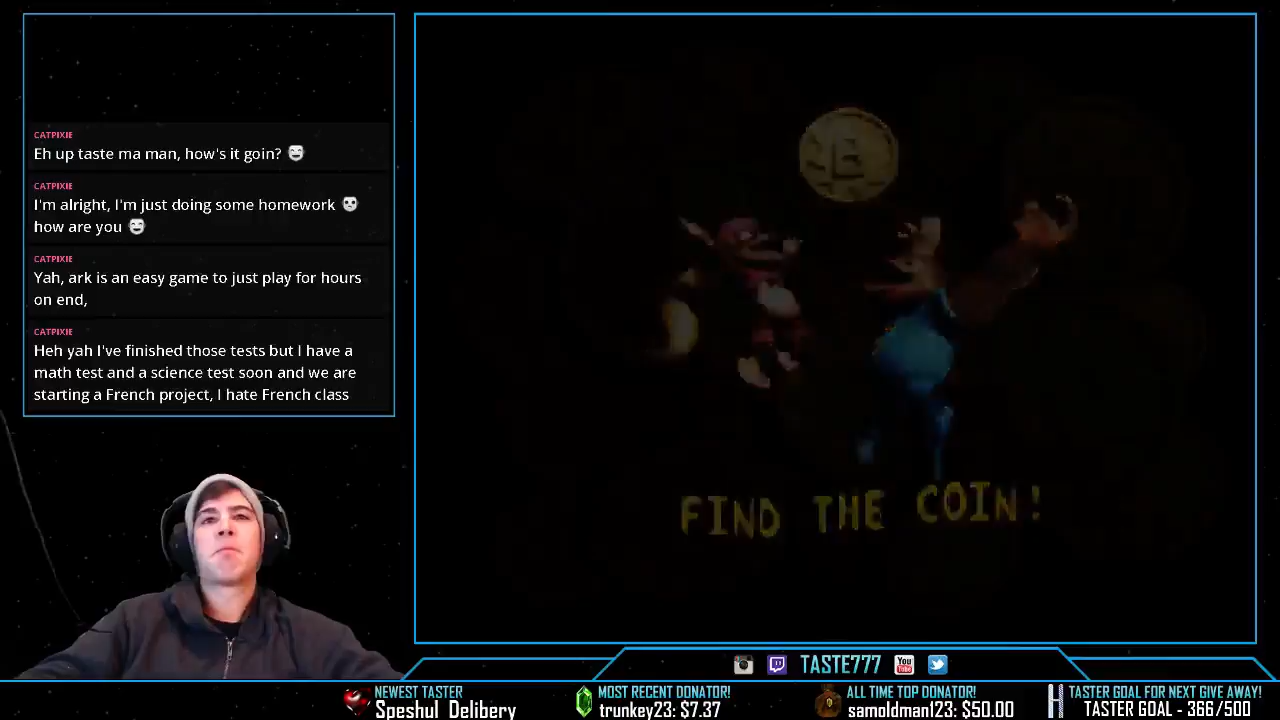 CATPIXIE
Eh up taste ma man, how's it goin?
CATPIXIE
I'm alright, I'm just doing some homework
how are you
CATPIXIE
Yah, ark is an easy game to just play for hours
on end,
CATPIXIE
Heh yah I've finished those tests but I have a
math test and a science test soon and we are
starting a French project, I hate French class
FIND THE COIN!
TASTE777
You
Tube
NEWEST TASTER
Speshul_Delibery
MOST RECENT DONATOR!
trunkey23: $7.37
ALL TIME TOP DONATOR!
samoldman123: $50.00
TASTER GOAL FOR NEXT GIVE AWAY!
TASTER GOAL - 366/500